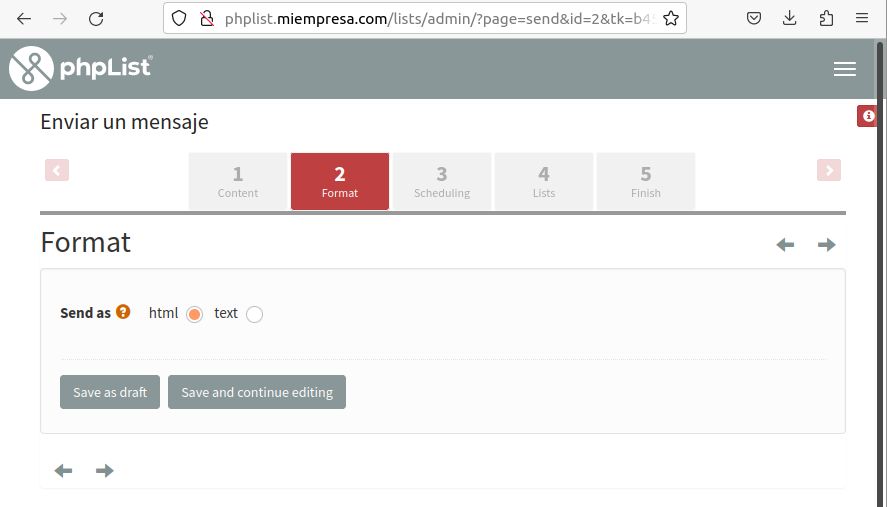 phplist.miempresa.com/lists/admin/?page=send&id=2&tk=b45
phpList®
Enviar un mensaje
1 2 3 4 5
Content Format Scheduling Lists Finish
Format
Send as ? html text
Save as draft Save and continue editing